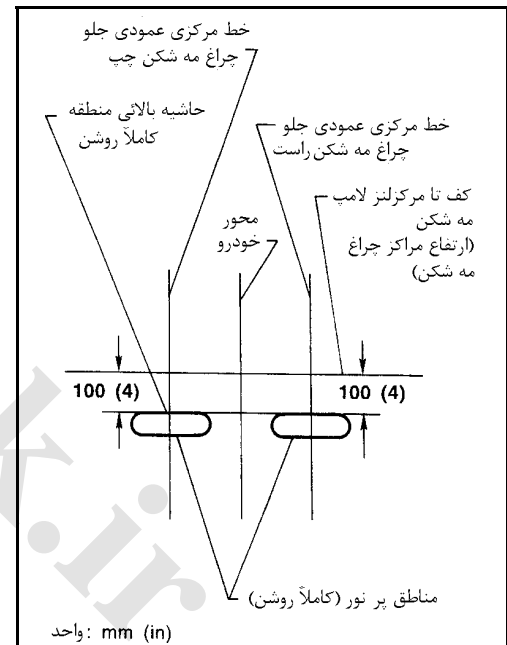 خط مرکزی عمودی جلو
چراغ مه شکن چپ
حاشیه بالائی منطقه
کاملاً روشن
خط مرکزی عمودی جلو
چراغ مه شکن راست
کف تا مرکزلنز لامپ
مه شکن
(ارتفاع مراکز چراغ
مه شکن)
محور
خودرو
100 (4)
100 (4)
مناطق پر نور (کاملاً روشن)
واحد: mm (in)
k.ir